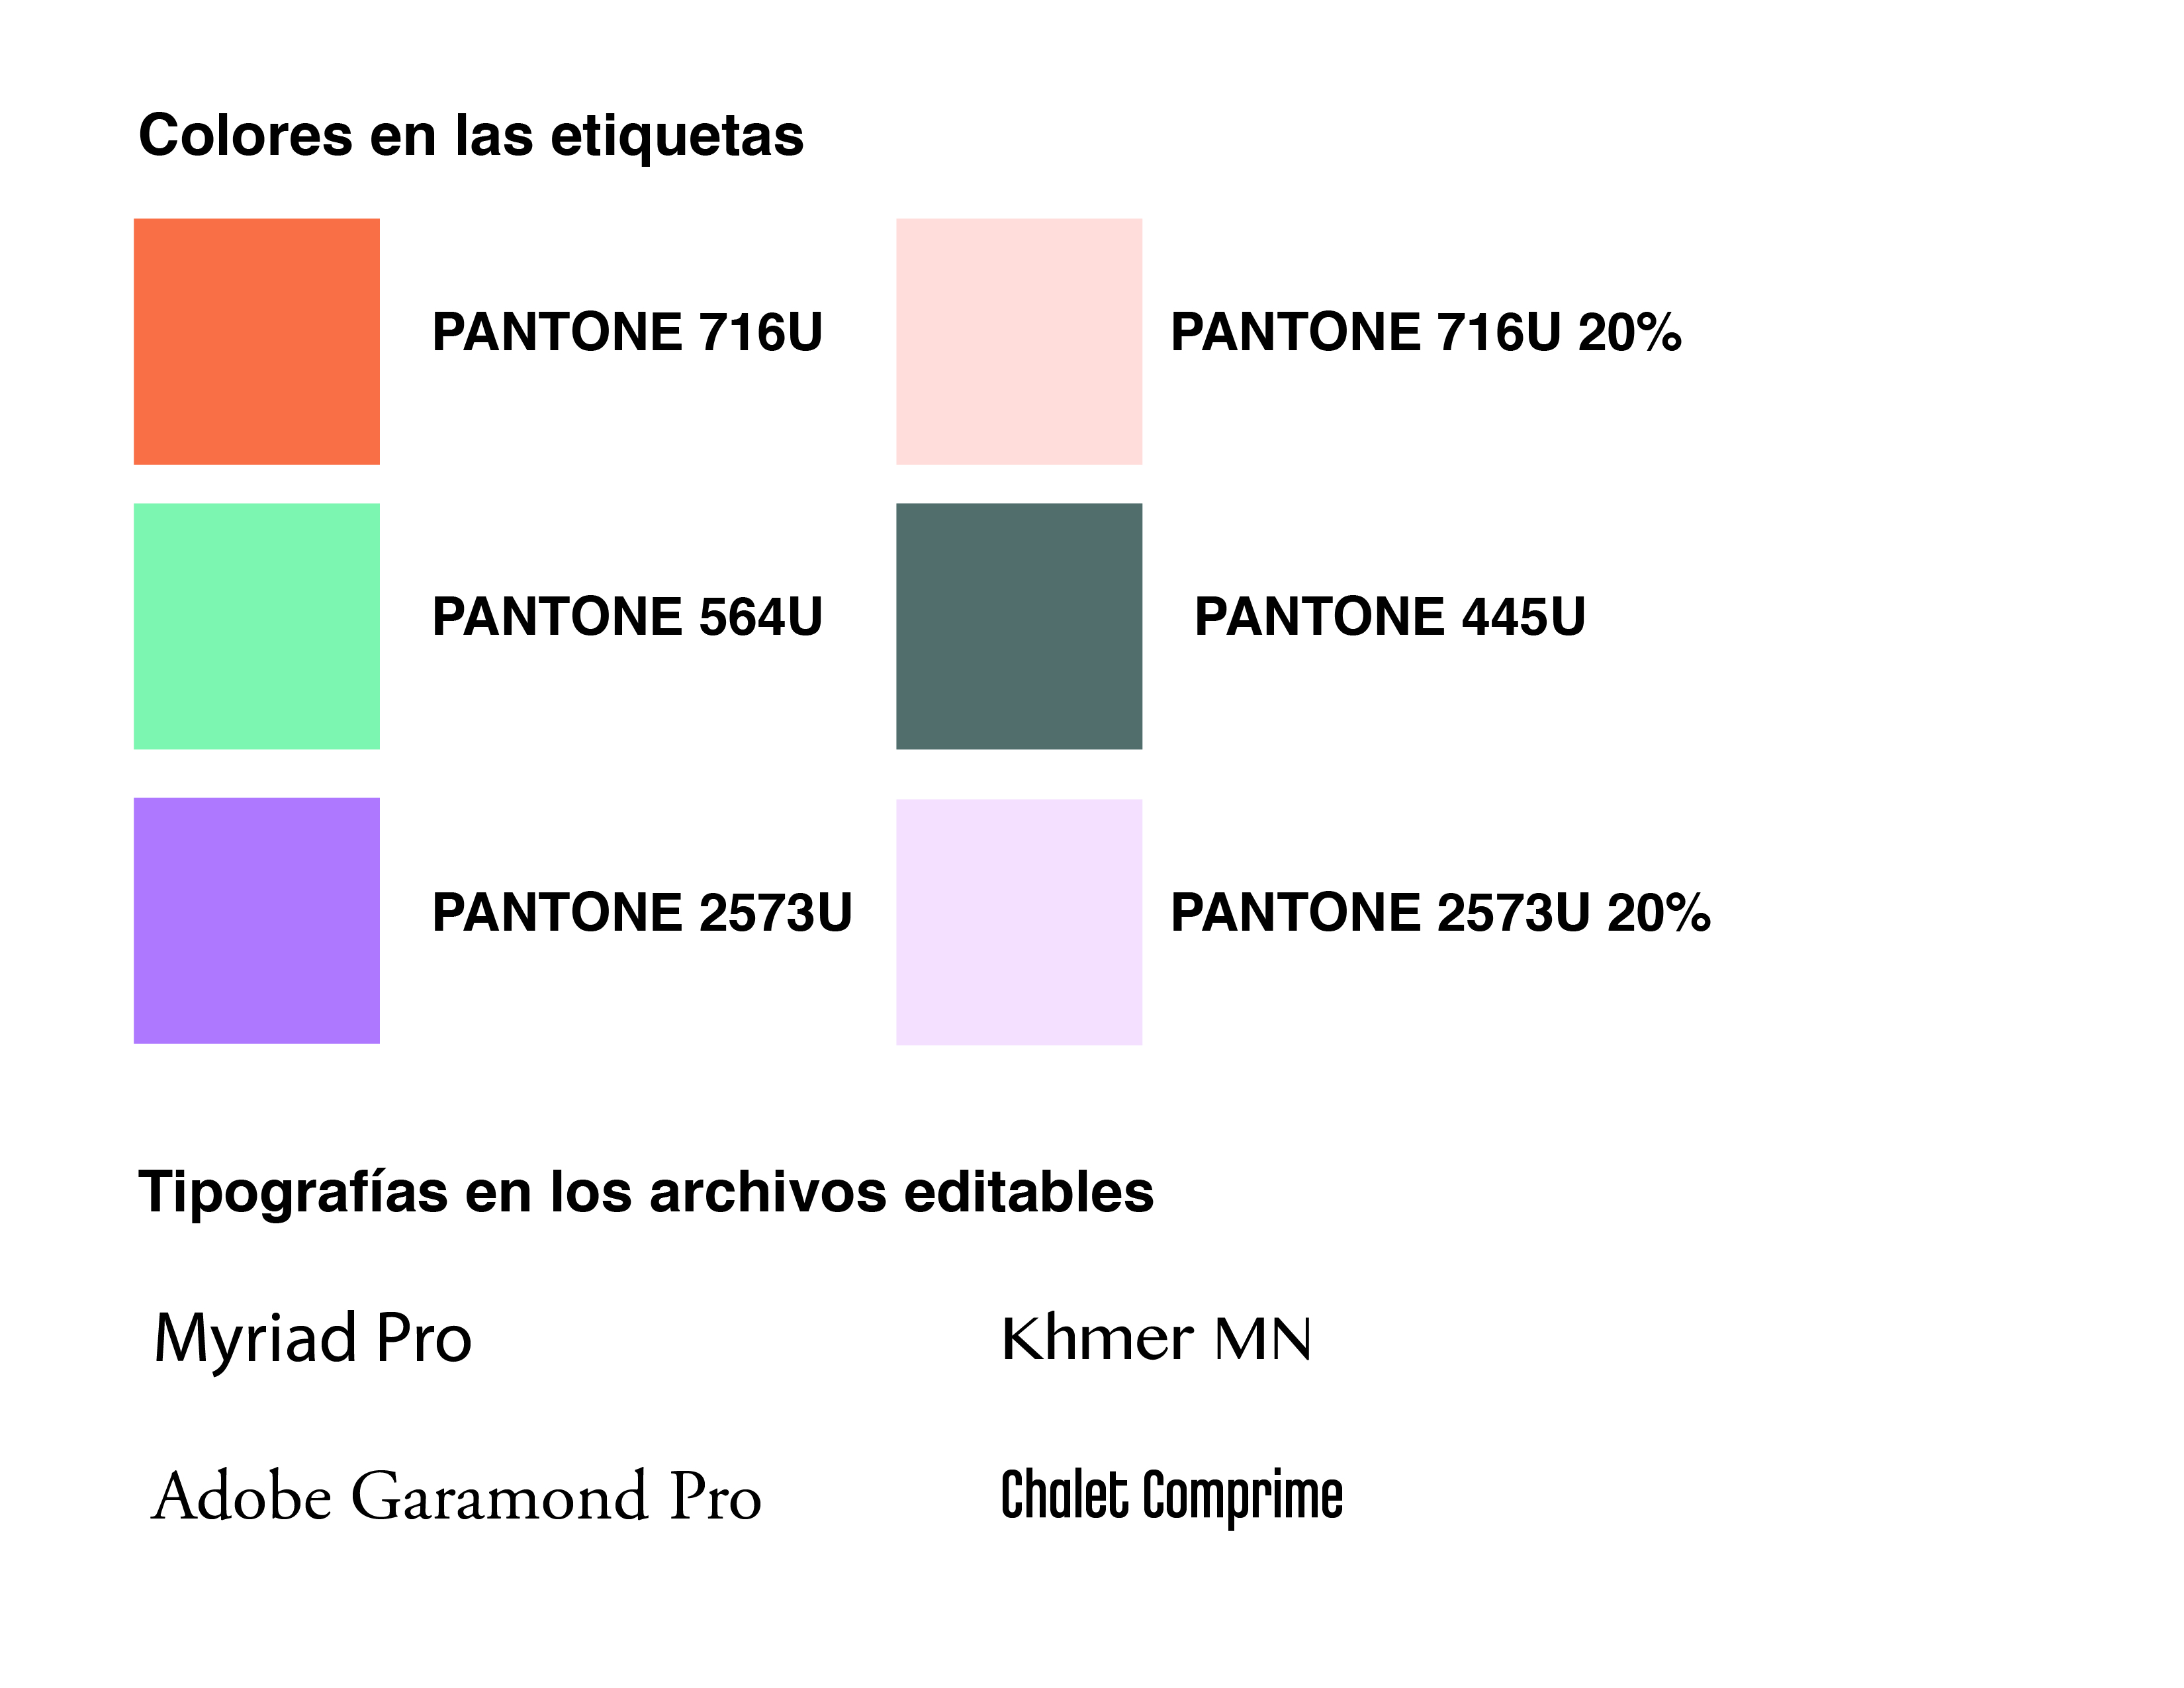 Colores en las etiquetas
PANTONE 716U
PANTONE 716U 20%
PANTONE 564U
PANTONE 445U
PANTONE 2573U
PANTONE 2573U 20%
Tipografías en los archivos editables
Myriad Pro
Khmer MN
Adobe Garamond Pro
Chalet Comprime